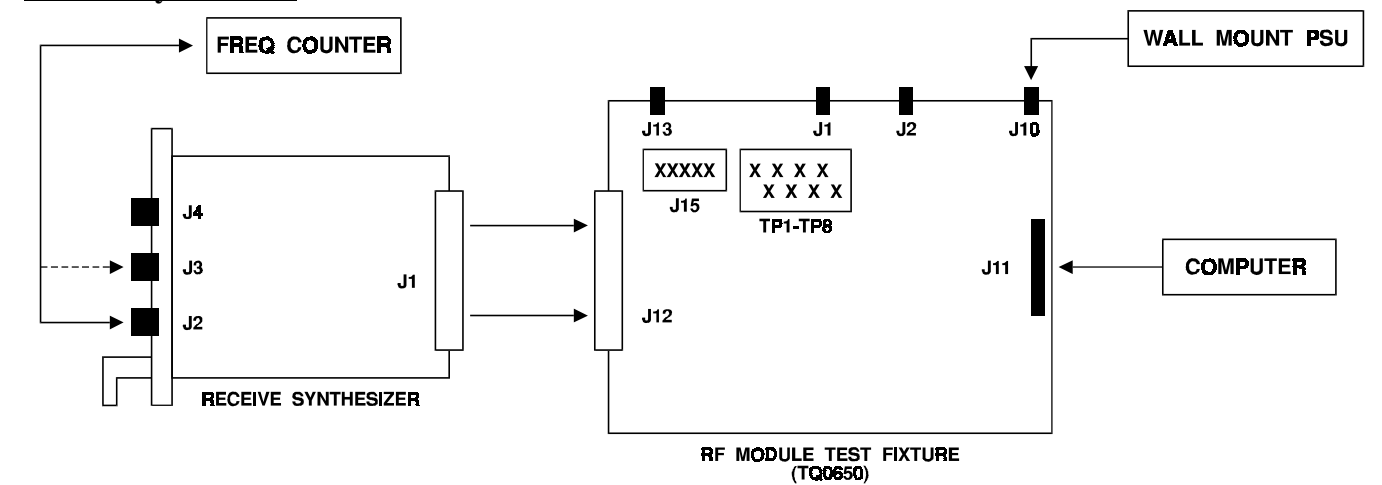 FREQ COUNTER
WALL MOUNT PSU
J13
J1
J2
J10
XXXXX
X X X X
X X X X
J15
TP1-TP8
J4
J3
J2
J1
J12
J11
COMPUTER
RECEIVE SYNTHESIZER
RF MODULE TEST FIXTURE
(TQ0650)